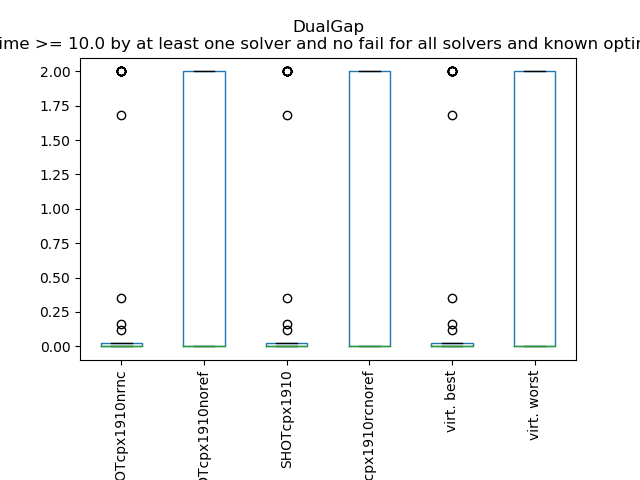 DualGap
ime >= 10.0 by at least one solver and no fail for all solvers and known optir
2.00
1.75
1.50
1.25
1.00
0.75
0.50
0.25
0.00
OTcpx1910nrnc
OTcpx1910noref
SHOTcpx1910
cpx1910rcnoref
virt. best
virt. worst